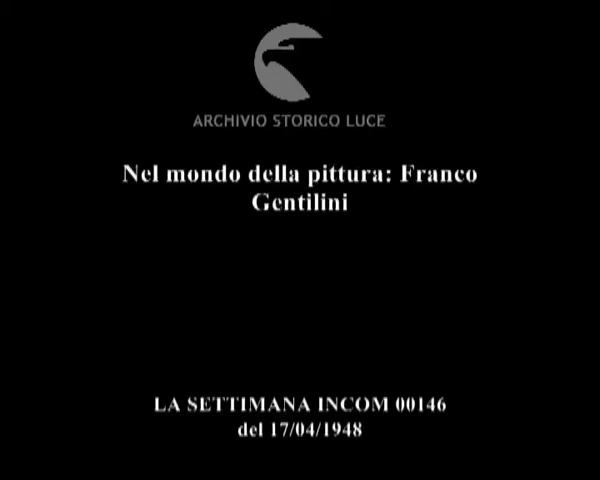 ARCHIVIO STORICO LUCE
Nel mondo della pittura: Franco
Gentilini
LA SETTIMANA INCOM 00146
del 17/04/1948